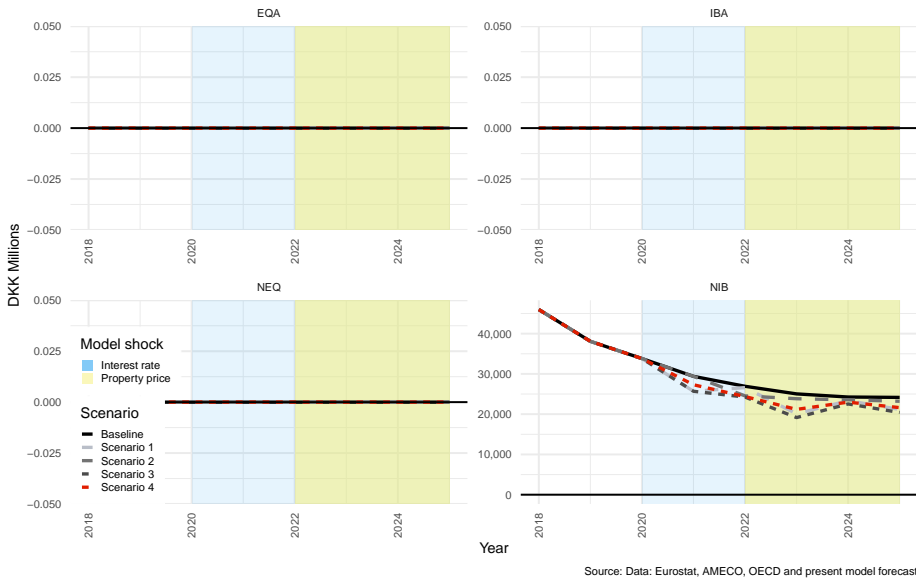 EQA
IBA
0.050
0.025
0.000
−0.025
−0.050
0.050
0.025
0.000
−0.025
−0.050
2018
2020
2022
2024
2018
2020
2022
2024
DKK Millions
NEQ
NIB
0.050
0.025
0.000
−0.025
−0.050
40,000
30,000
20,000
10,000
0
Model shock
Interest rate
Property price
Scenario
Baseline
Scenario 1
Scenario 2
Scenario 3
Scenario 4
2018
2020
2022
2024
2018
2020
2022
2024
Year
Source: Data: Eurostat, AMECO, OECD and present model forecast